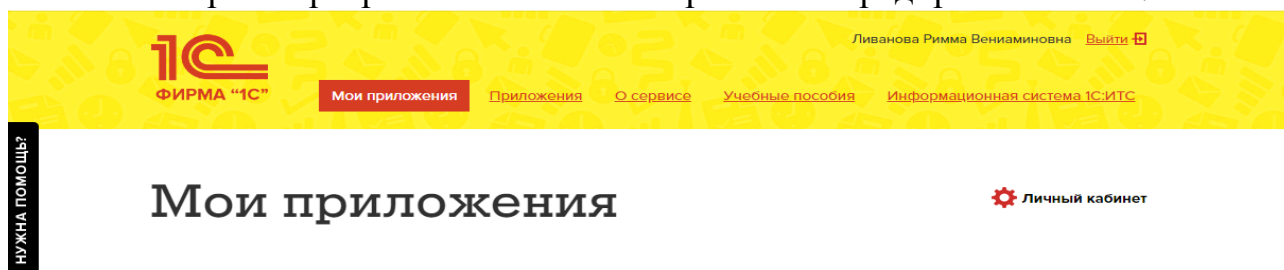 Ливанова Римма Вениаминовна Выйти
1С
ФИРМА "1С"
Мои приложения Приложения О сервисе Учебные пособия Информационная система 1С:ИТС
НУЖНА ПОМОЩЬ?
Мои приложения
Личный кабинет